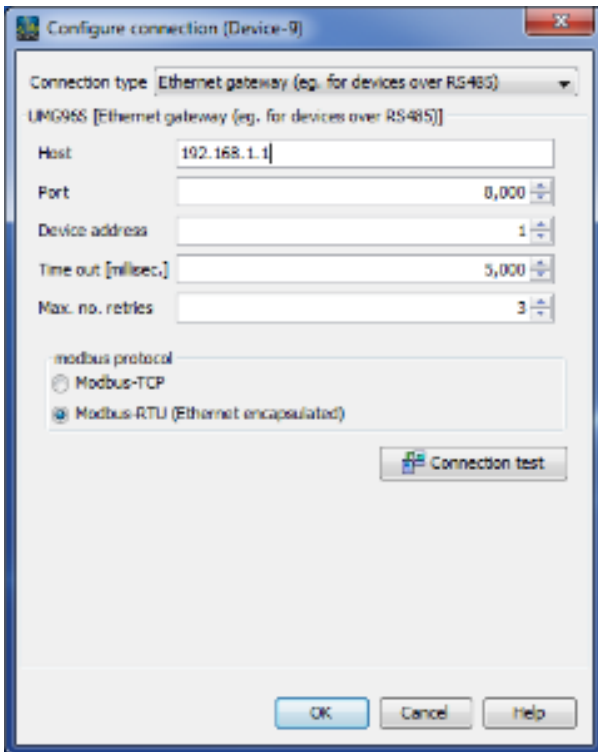 Configure connection (Device-9)
Connection type Ethernet gateway (eg. for devices over RS485)
UMG96S [Ethernet gateway (eg. for devices over RS485)]
Host 192.168.1.1
Port 8,000
Device address 1
Time out [millisec.] 5,000
Max. no. retries 3
modbus protocol
Modbus-TCP
Modbus-RTU (Ethernet encapsulated)
Connection test
OK Cancel Help